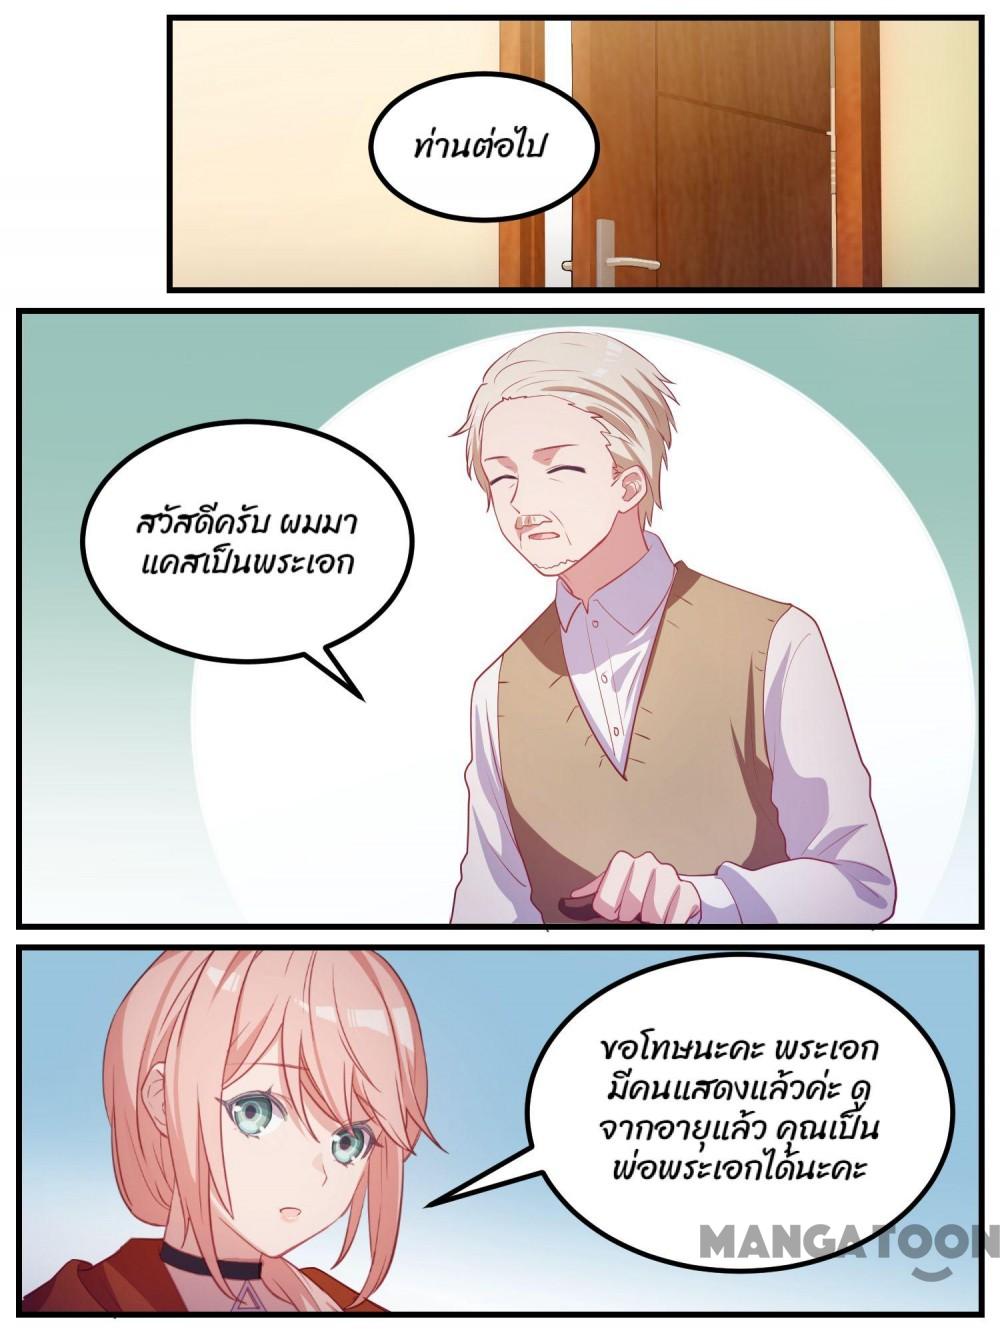 ท่านต่อไป
สวัสดีครับ ผมมา
แคสเป็นพระเอก
ขอโทษนะคะ พระเอก
มีคนแสดงแล้วค่ะ ดู
จากอายุแล้ว คุณเป็น
พ่อพระเอกได้นะคะ
MANGATOON